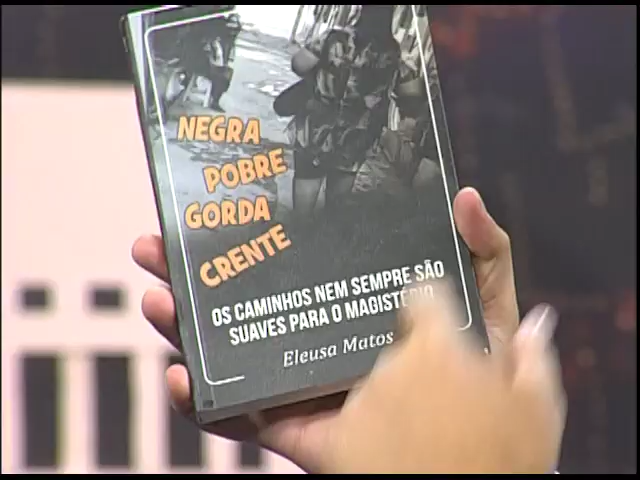 NEGRA
POBRE
GORDA
CRENTE
OS CAMINHOS NEM SEMPRE SÃO
SUAVES PARA O MAGISTÉRIO
Eleusa Matos